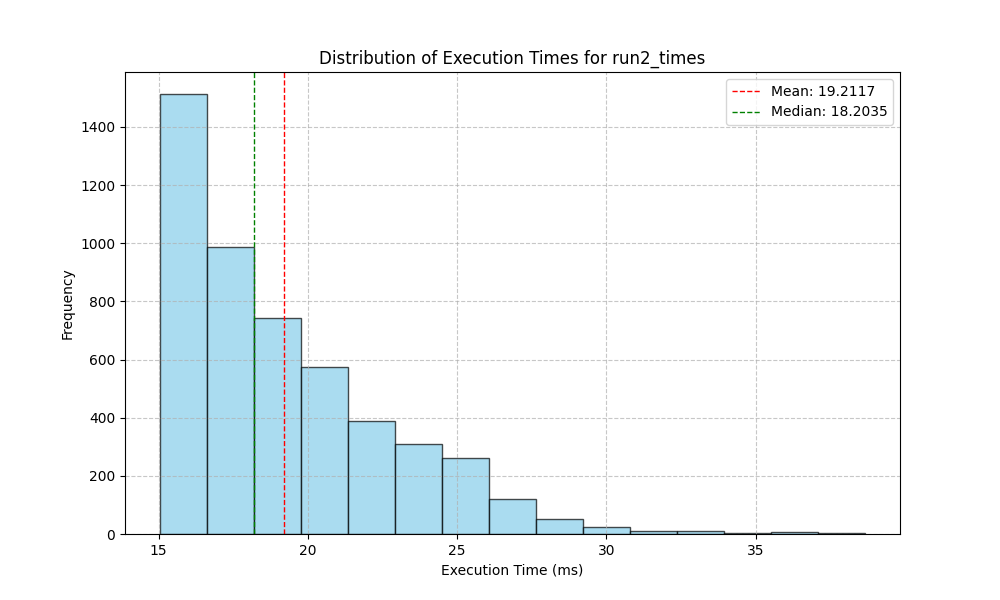 Distribution of Execution Times for run2_times
Mean: 19.2117
Median: 18.2035
Frequency
1400
1200
1000
800
600
400
200
0
15 20 25 30 35
Execution Time (ms)